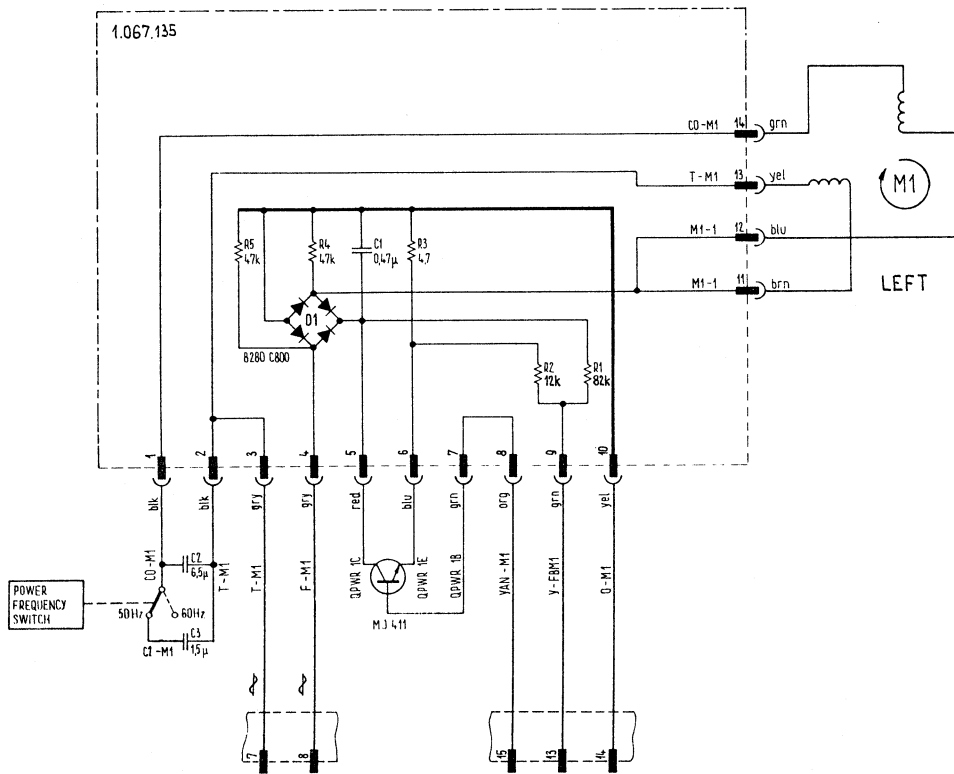 1.067.135
CO-M1 14 grn
T-M1 13 yel
M1
M1-1 12 blu
M1-1 11 brn
LEFT
R5
47k
R4
47k
C1
0,47µ
R3
4,7
D1
B280 C800
R2
12k
R1
82k
1 2 3 4 5 6 7 8 9 10
blk blk gry gry red blu grn org grn yel
CO-M1 T-M1 T-M1 F-M1 QPWR 1C QPWR 1E QPWR 1B YAN-M1 Y-FBM1 0-M1
C2
6,5µ
POWER
FREQUENCY
SWITCH
50Hz 60Hz
C3
1,5µ
C2-M1
MJ 411
7 8 15 13 14